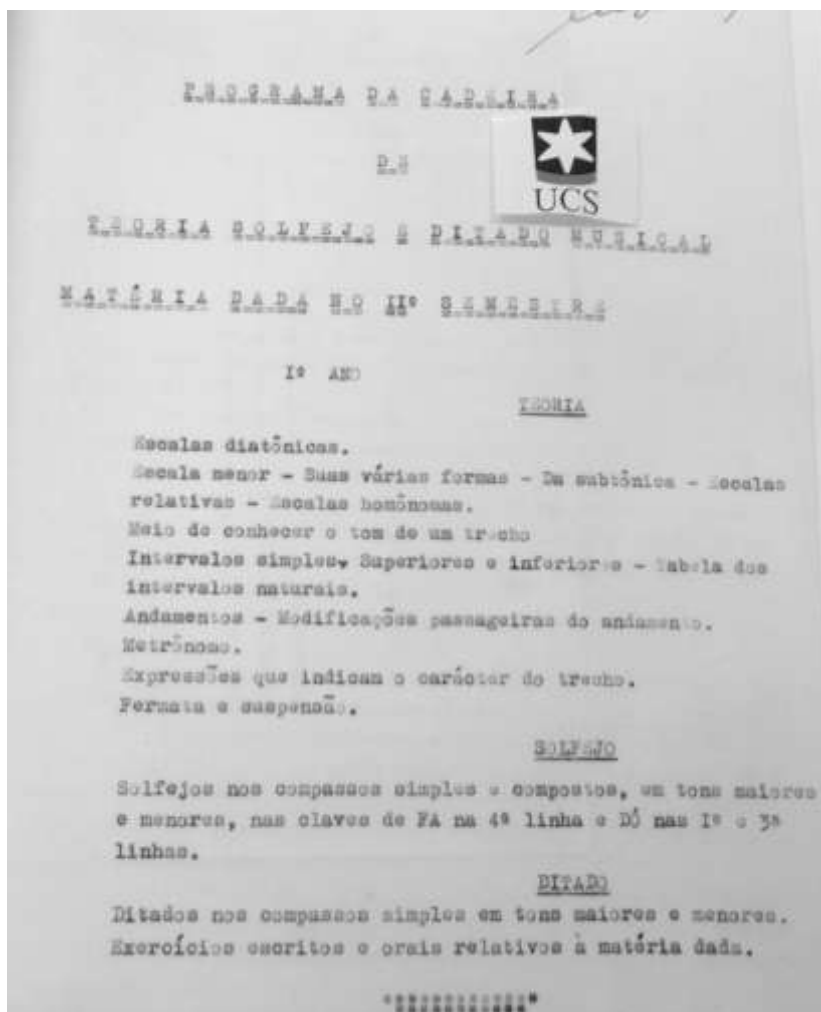 PROGRAMA DA CADEIRA
UCS
DE
TEORIA SOLFEJO E DITADO MUSICAL
MATÉRIA DADA NO IIº SEMESTRE
Iº ANO
TEORIA
Escalas diatônicas.
Escala menor - Suas várias formas - Da subtônica - Escalas
relativas - Escalas homônomas.
Meio de conhecer o tom de um trecho
Intervalos simples. Superiores e inferiores - Tabela dos
intervalos naturais.
Andamentos - Modificações passageiras do andamento.
Metrônomo.
Expressões que indicam o carácter do trecho.
Fermata e suspensão.
SOLFEJO
Solfejos nos compassos simples e compostos, em tons maiores
e menores, nas claves de FA na 4ª linha e Dó nas Iª e 3ª
linhas.
DITADO
Ditados nos compassos simples em tons maiores e menores.
Exercícios escritos e orais relativos à matéria dada.